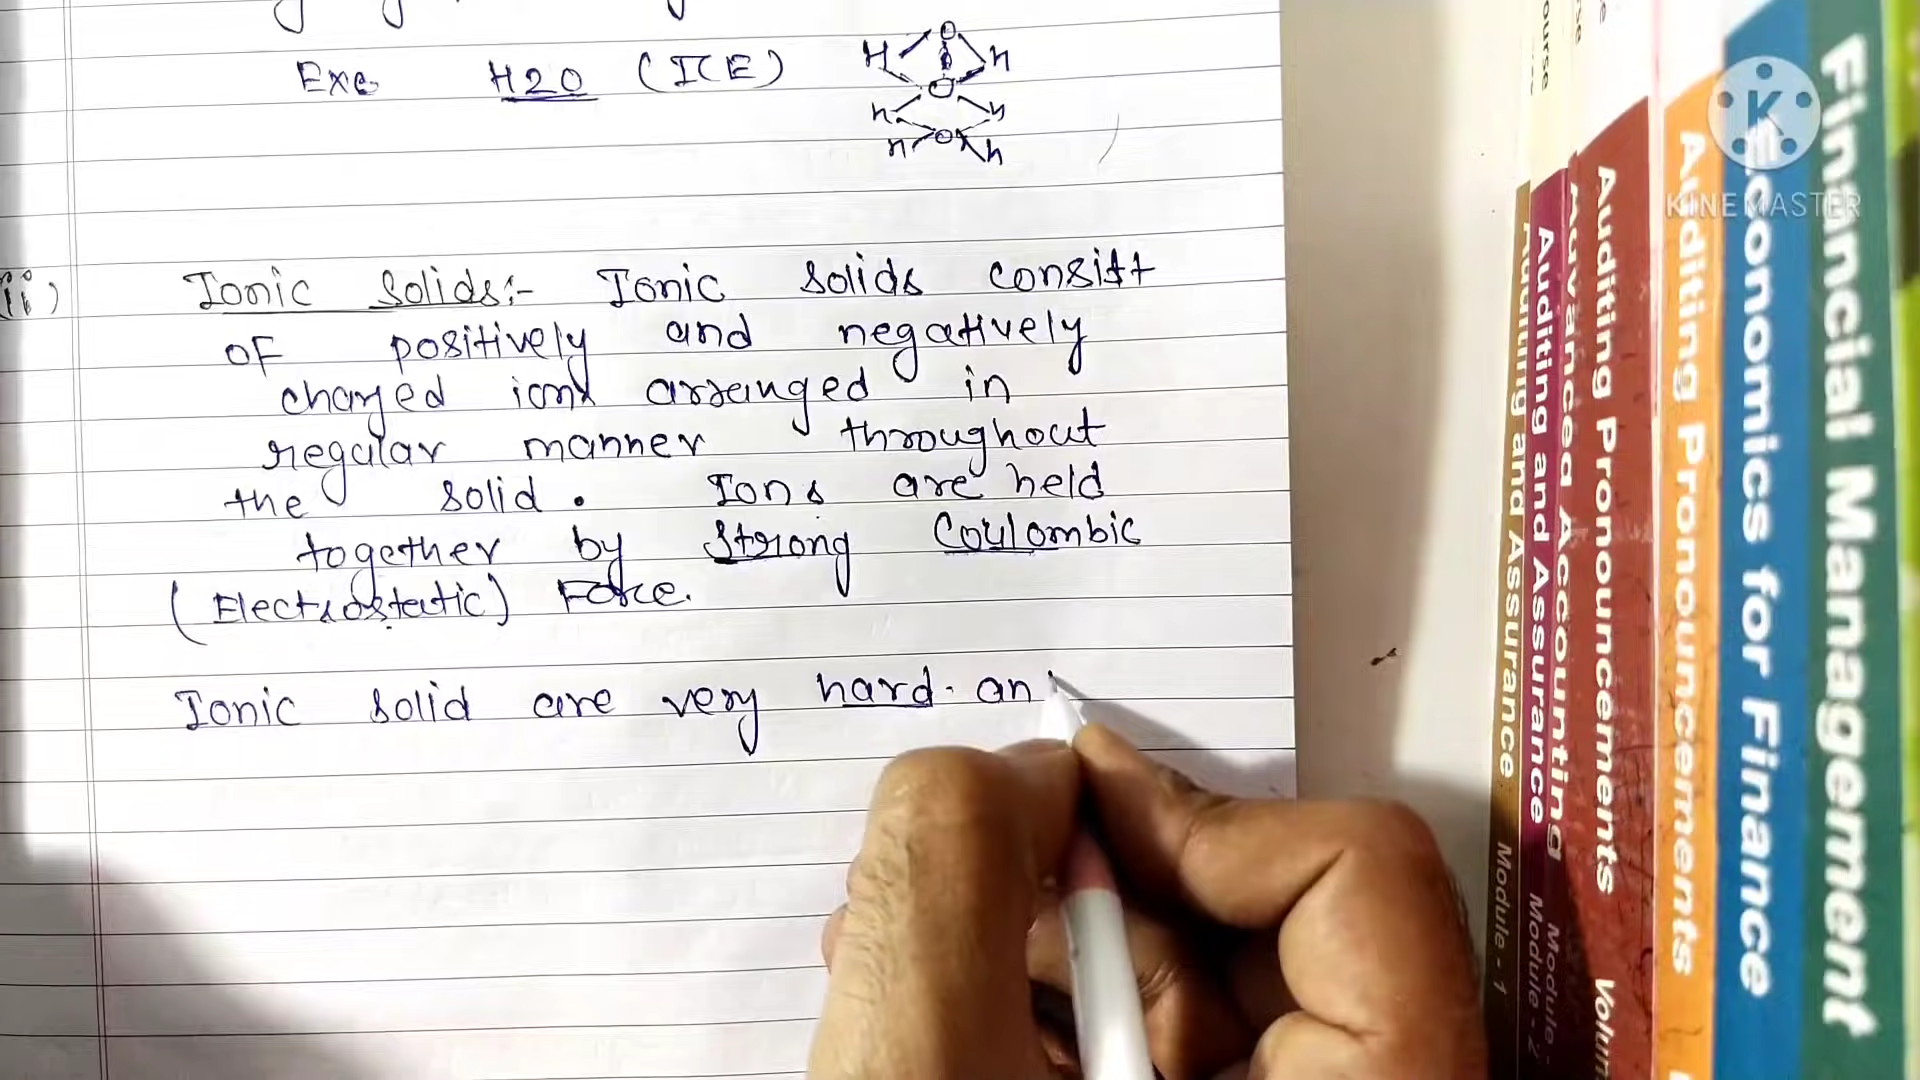 Exe. H2O (ICE)
H O H
O
h H
h O h
ii) Ionic Solids:- Ionic Solids consist
OF positively and negatively
charged ions arranged in
regular manner throughout
the solid. Ions are held
together by strong Coulombic
(Electrostatic) Force.
Ionic solid are very hard. an
Financial Management
Economics for Finance
Auditing Pronouncements
Auditing Pronouncements Volum
Advanced Accounting Module -
Auditing and Assurance Module - 2
Auditing and Assurance Module - 1
ourse
K
KINEMASTER